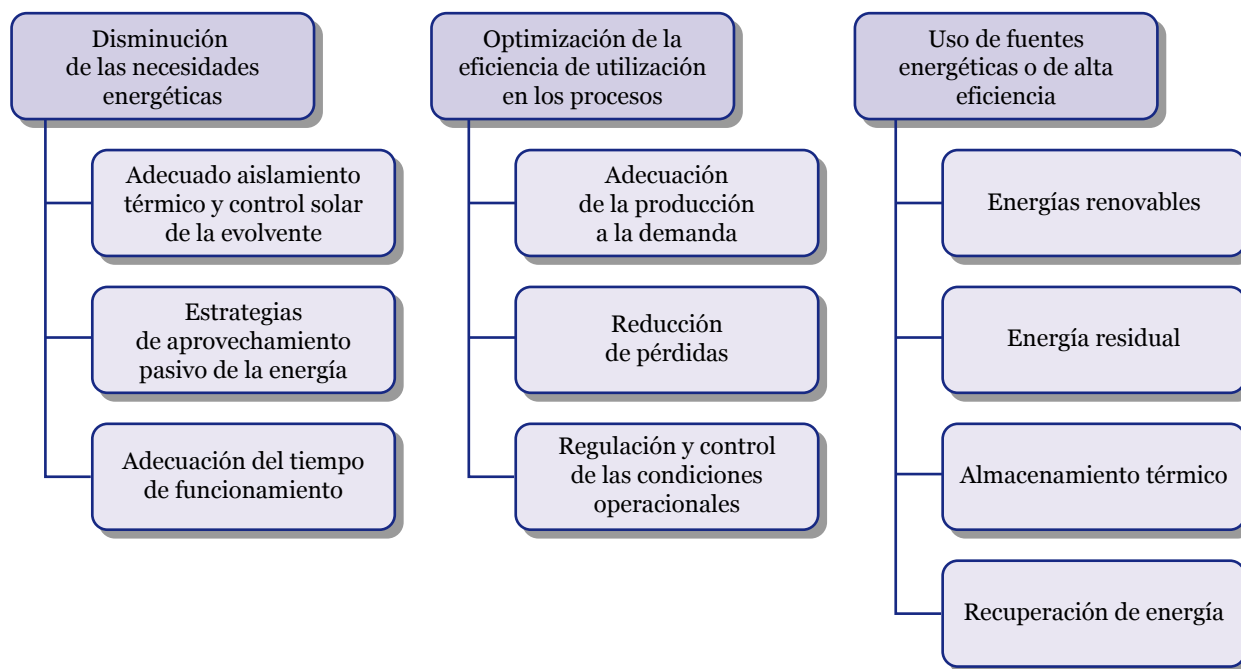 Disminución
de las necesidades
energéticas
Adecuado aislamiento
térmico y control solar
de la evolvente
Estrategias
de aprovechamiento
pasivo de la energía
Adecuación del tiempo
de funcionamiento
Optimización de la
eficiencia de utilización
en los procesos
Adecuación
de la producción
a la demanda
Reducción
de pérdidas
Regulación y control
de las condiciones
operacionales
Uso de fuentes
energéticas o de alta
eficiencia
Energías renovables
Energía residual
Almacenamiento térmico
Recuperación de energía